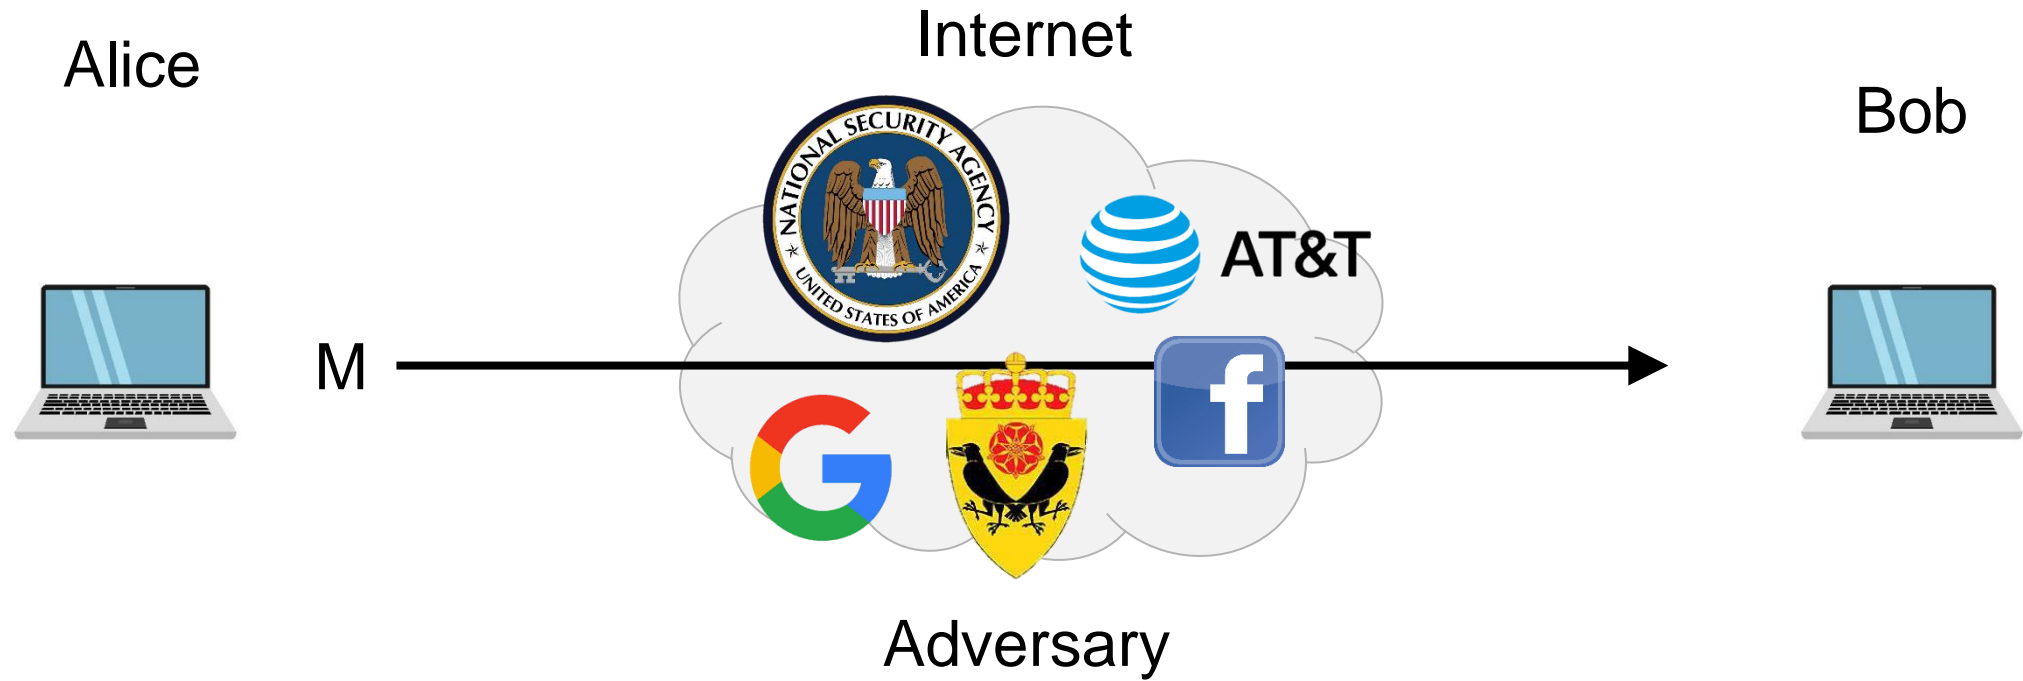 Internet
Alice
Bob
NATIONAL SECURITY AGENCY
UNITED STATES OF AMERICA
AT&T
M
f
G
Adversary